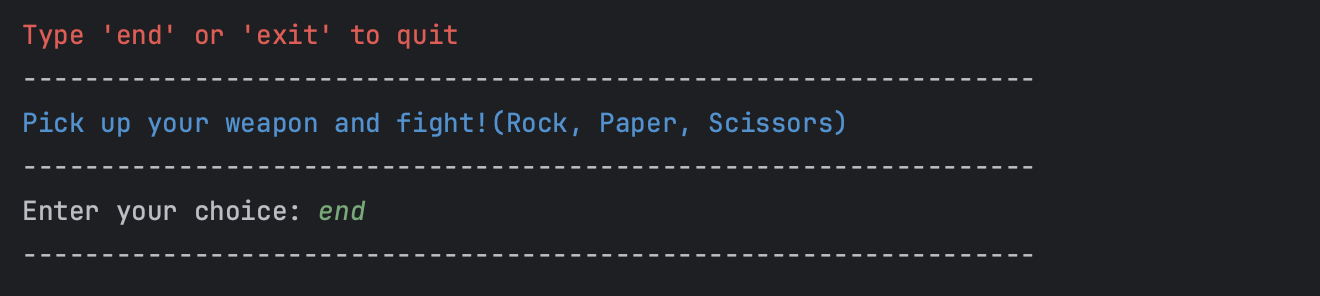 Type 'end' or 'exit' to quit
-----------------------------------------------------------------
Pick up your weapon and fight!(Rock, Paper, Scissors)
-----------------------------------------------------------------
Enter your choice: end
-----------------------------------------------------------------